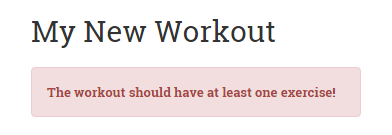 My New Workout
The workout should have at least one exercise!